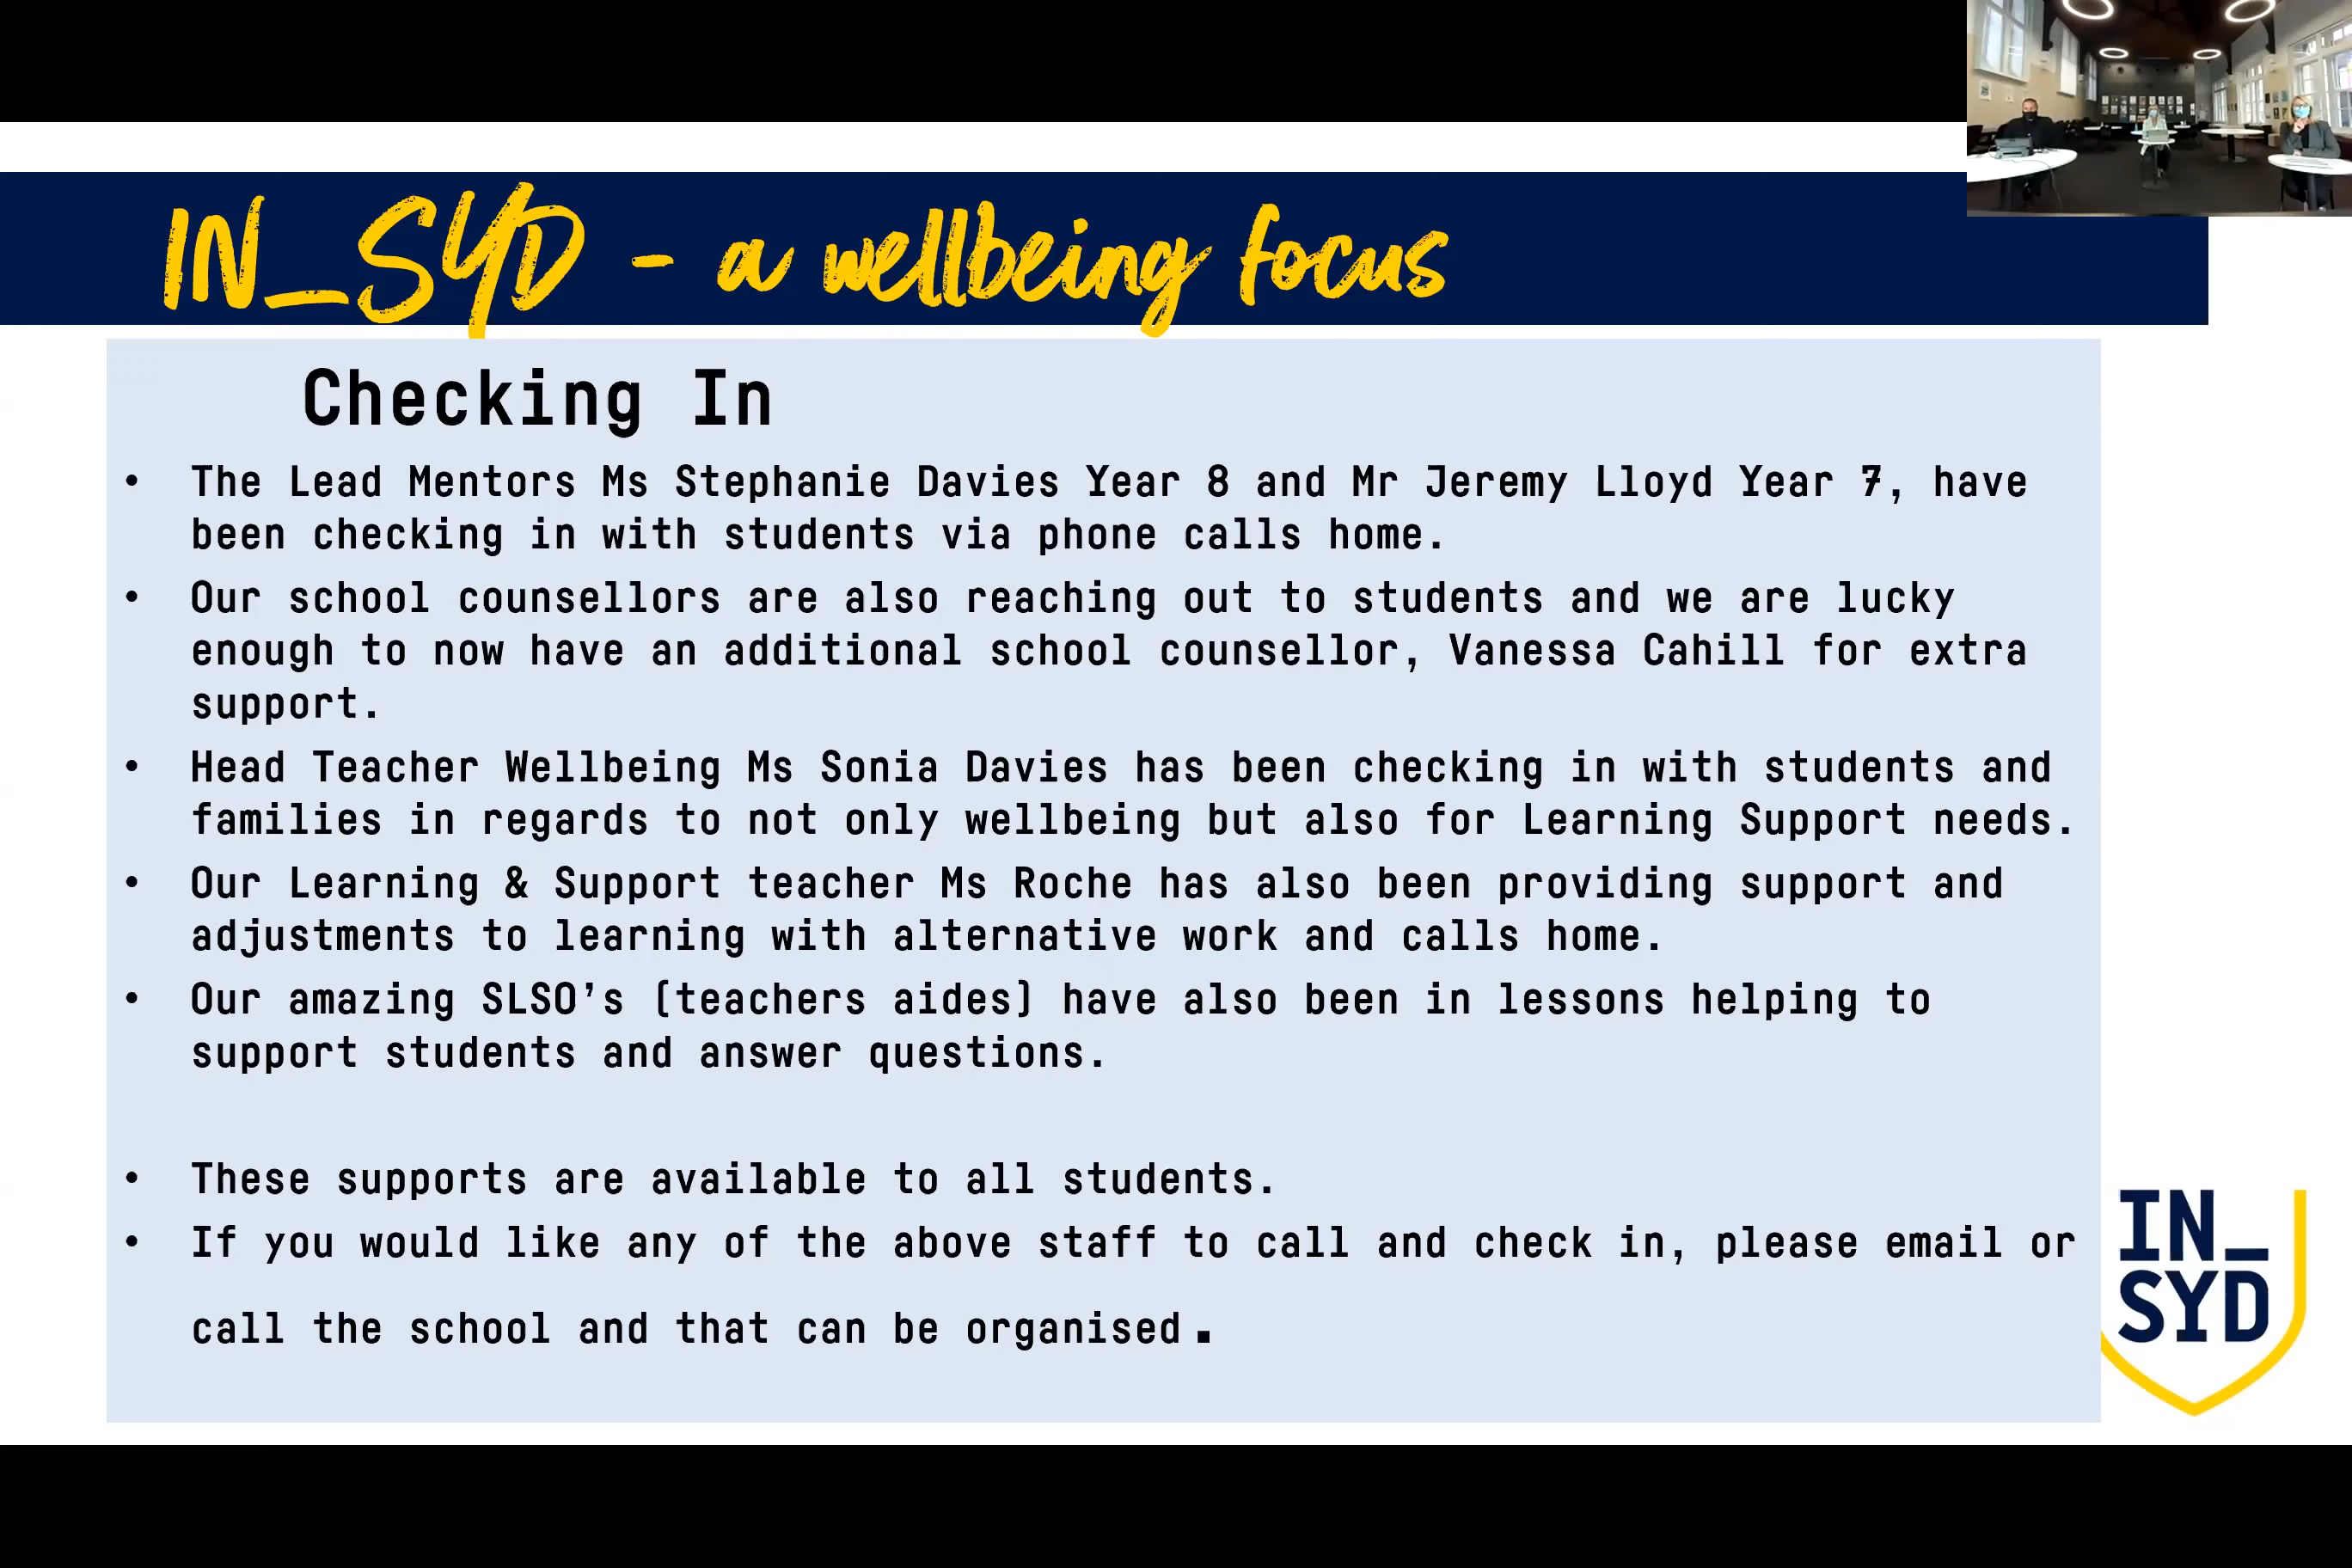 IN_SYD - a wellbeing focus
Checking In
• The Lead Mentors Ms Stephanie Davies Year 8 and Mr Jeremy Lloyd Year 7, have
been checking in with students via phone calls home.
• Our school counsellors are also reaching out to students and we are lucky
enough to now have an additional school counsellor, Vanessa Cahill for extra
support.
• Head Teacher Wellbeing Ms Sonia Davies has been checking in with students and
families in regards to not only wellbeing but also for Learning Support needs.
• Our Learning & Support teacher Ms Roche has also been providing support and
adjustments to learning with alternative work and calls home.
• Our amazing SLSO's (teachers aides) have also been in lessons helping to
support students and answer questions.
• These supports are available to all students.
• If you would like any of the above staff to call and check in, please email or
call the school and that can be organised.
IN_
SYD